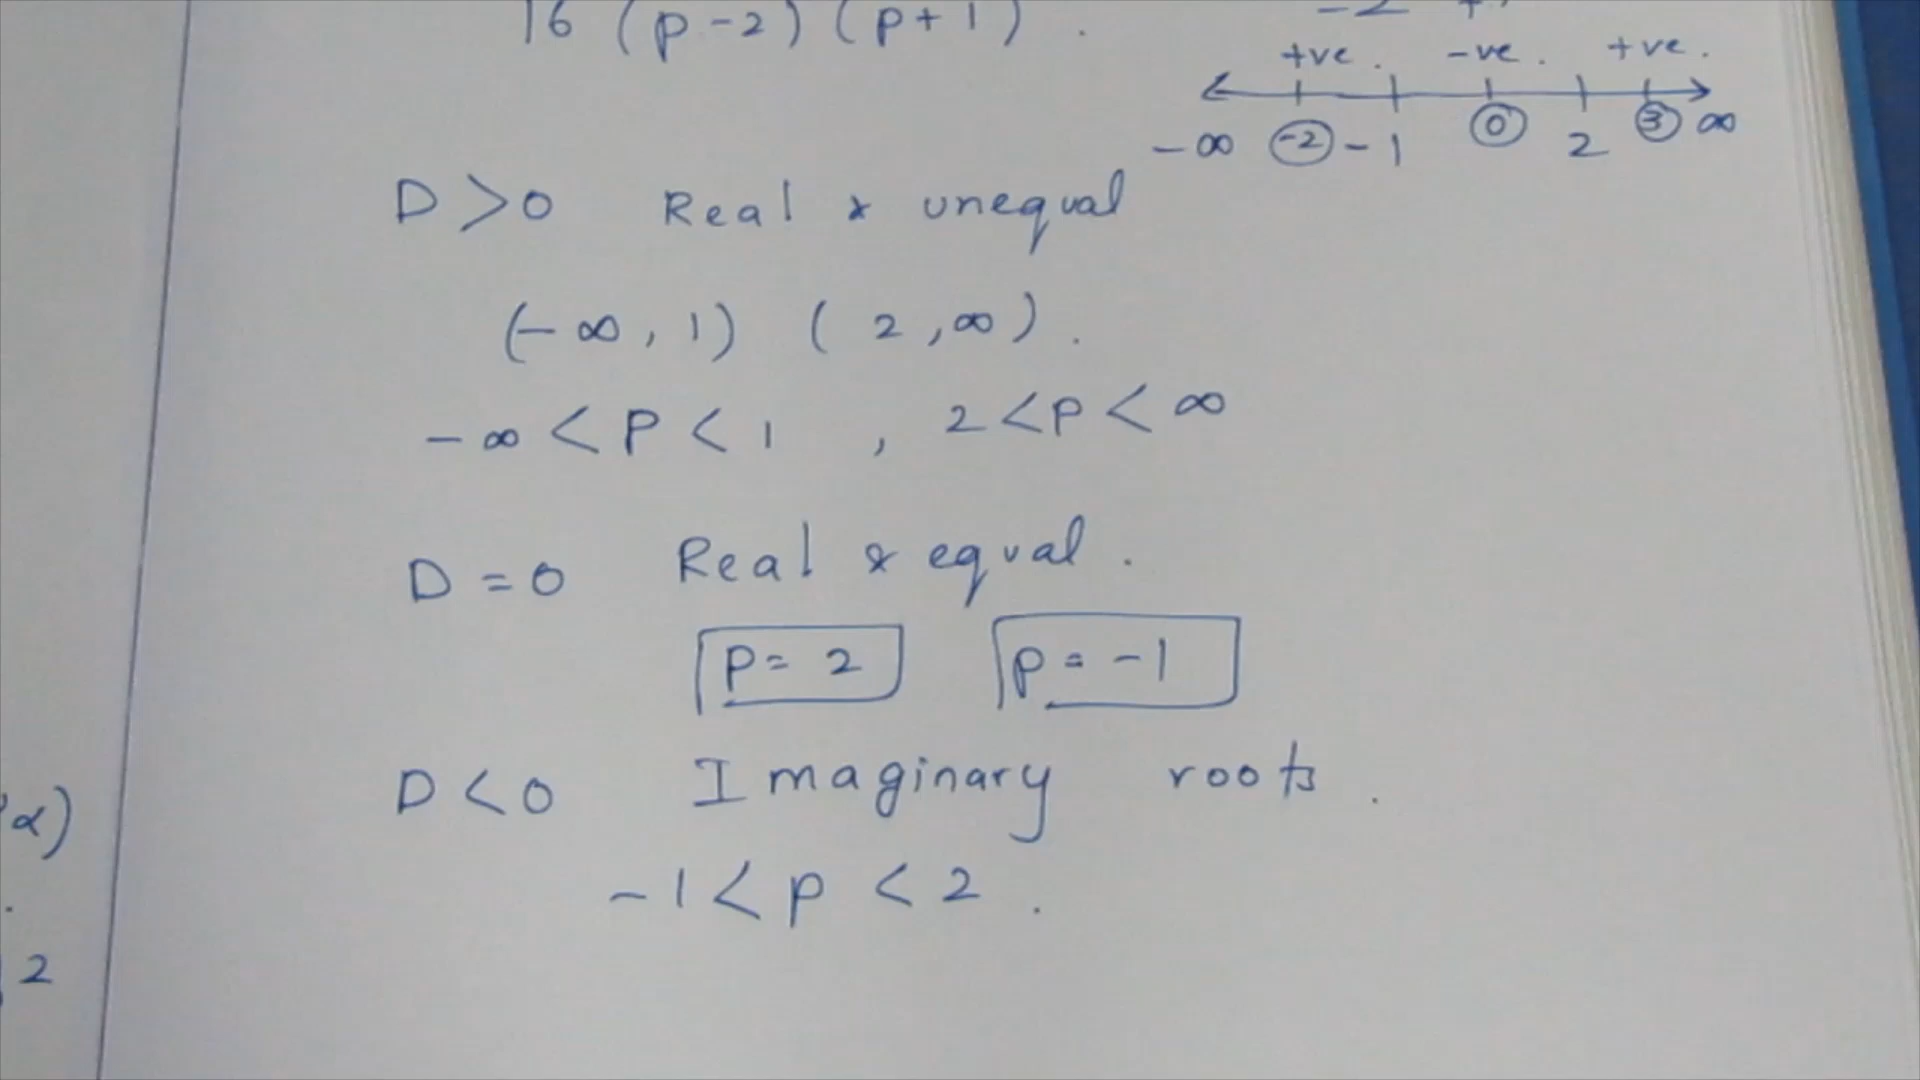 16 (p-2) (p+1) .
-2 +
+ve . -ve . +ve .
-∞ -2 -1 0 2 3 ∞
D > 0 Real & unequal
(-∞, 1) ( 2, ∞) .
-∞ < P < 1 , 2 < p < ∞
D = 0 Real & equal .
p = 2 p = -1
D < 0 Imaginary roots .
-1 < p < 2 .
α)
2